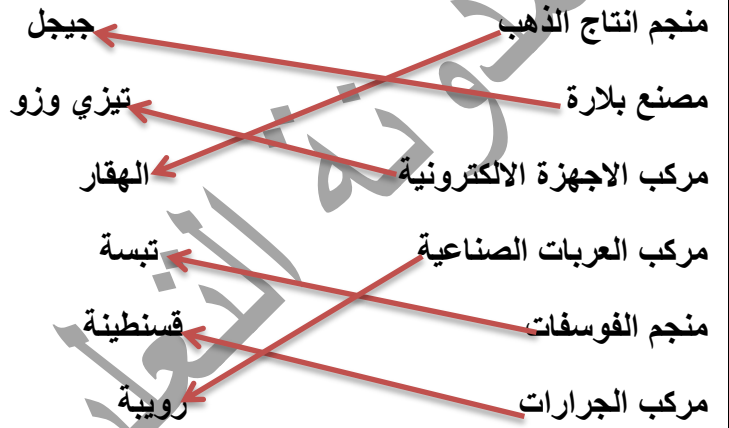 منجم انتاج الذهب جيجل
مصنع بلارة تيزي وزو
مركب الاجهزة الالكترونية الهقار
مركب العربات الصناعية تبسة
منجم الفوسفات قسنطينة
مركب الجرارات رويبة